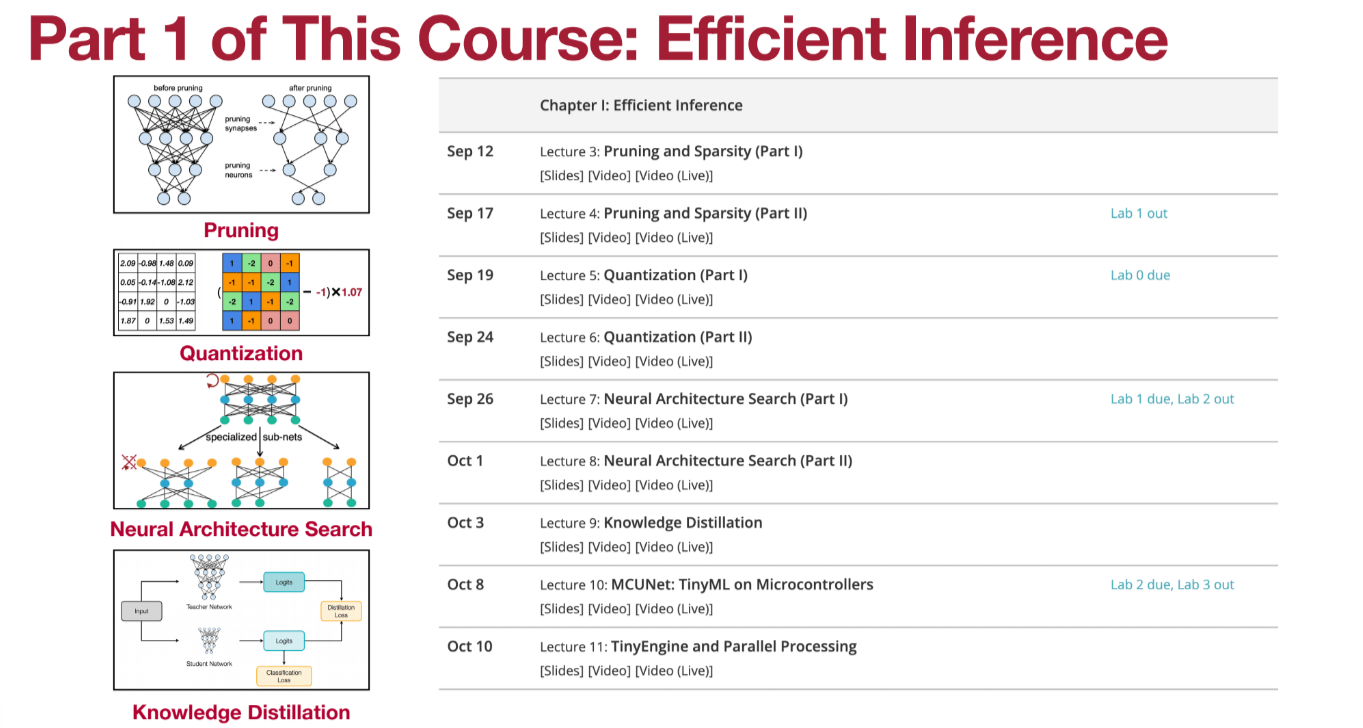 Part 1 of This Course: Efficient Inference
before pruning
after pruning
pruning
synapses
pruning
neurons
Pruning
2.09 -0.98 1.48 0.09
0.05 -0.14 -1.08 2.12
-0.91 1.92 0 -1.03
1.87 0 1.53 1.49
1 -2 0 -1
-1 -1 -2 1
-2 1 -1 -2
1 -1 0 0
( − -1)×1.07
Quantization
specialized sub-nets
Neural Architecture Search
Input
Teacher Network
Logits
Distillation
Loss
Student Network
Logits
Classification
Loss
Knowledge Distillation
Chapter I: Efficient Inference
Sep 12 Lecture 3: Pruning and Sparsity (Part I)
[Slides] [Video] [Video (Live)]
Sep 17 Lecture 4: Pruning and Sparsity (Part II) Lab 1 out
[Slides] [Video] [Video (Live)]
Sep 19 Lecture 5: Quantization (Part I) Lab 0 due
[Slides] [Video] [Video (Live)]
Sep 24 Lecture 6: Quantization (Part II)
[Slides] [Video] [Video (Live)]
Sep 26 Lecture 7: Neural Architecture Search (Part I) Lab 1 due, Lab 2 out
[Slides] [Video] [Video (Live)]
Oct 1 Lecture 8: Neural Architecture Search (Part II)
[Slides] [Video] [Video (Live)]
Oct 3 Lecture 9: Knowledge Distillation
[Slides] [Video] [Video (Live)]
Oct 8 Lecture 10: MCUNet: TinyML on Microcontrollers Lab 2 due, Lab 3 out
[Slides] [Video] [Video (Live)]
Oct 10 Lecture 11: TinyEngine and Parallel Processing
[Slides] [Video] [Video (Live)]